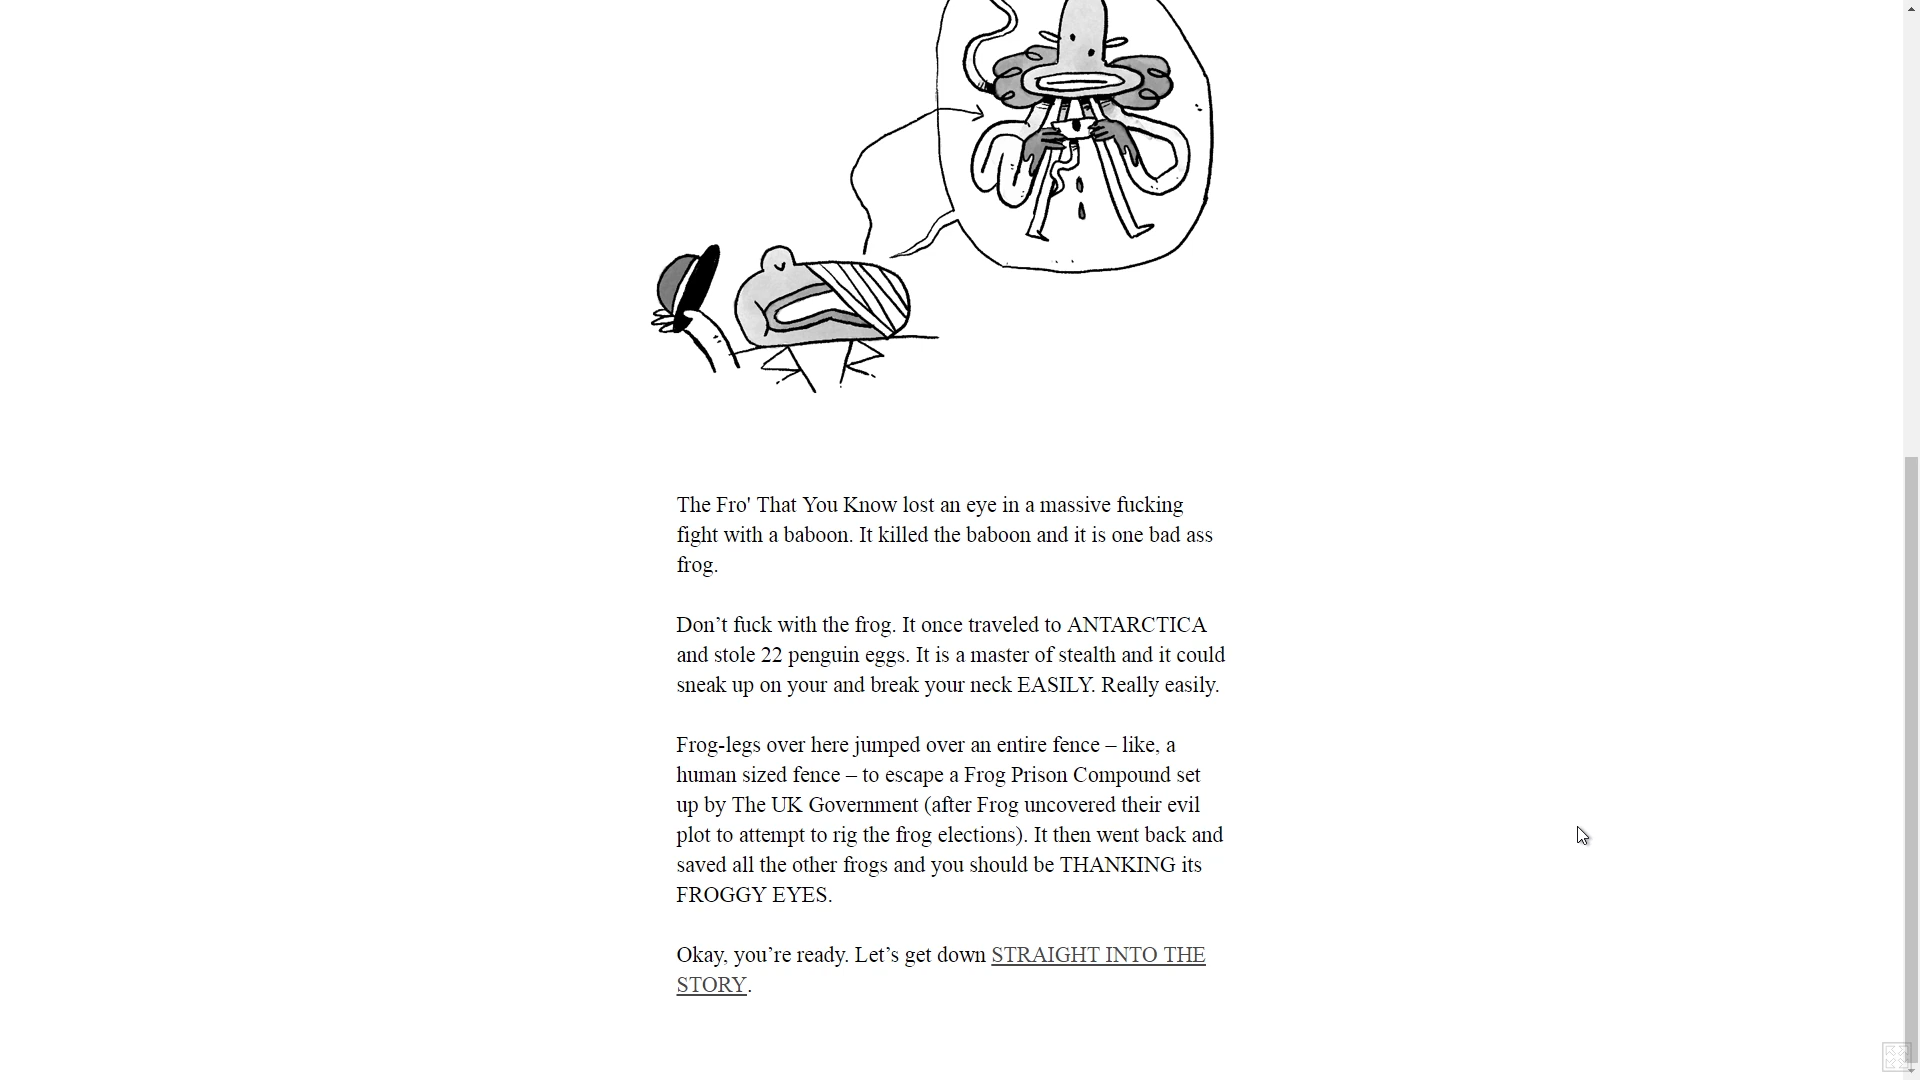 The Fro' That You Know lost an eye in a massive fucking
fight with a baboon. It killed the baboon and it is one bad ass
frog.
Don’t fuck with the frog. It once traveled to ANTARCTICA
and stole 22 penguin eggs. It is a master of stealth and it could
sneak up on your and break your neck EASILY. Really easily.
Frog-legs over here jumped over an entire fence – like, a
human sized fence – to escape a Frog Prison Compound set
up by The UK Government (after Frog uncovered their evil
plot to attempt to rig the frog elections). It then went back and
saved all the other frogs and you should be THANKING its
FROGGY EYES.
Okay, you’re ready. Let’s get down STRAIGHT INTO THE
STORY.